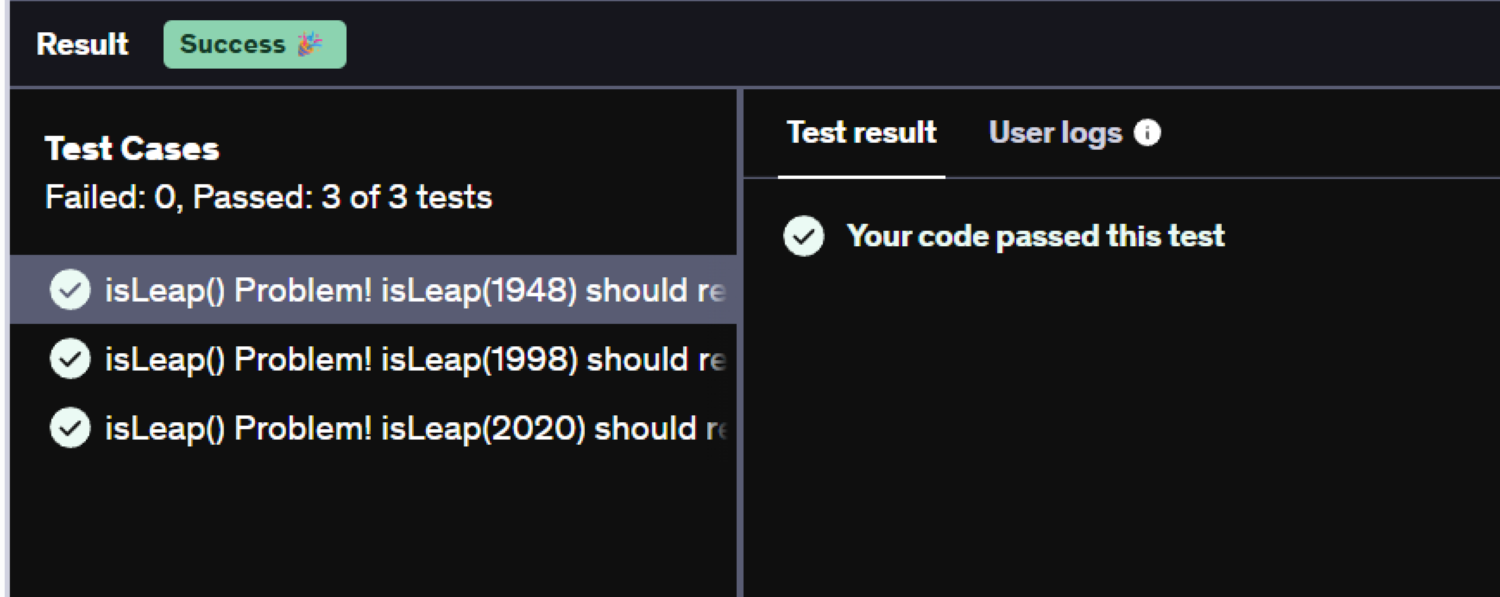 Result Success 🎉
Test Cases
Failed: 0, Passed: 3 of 3 tests
isLeap() Problem! isLeap(1948) should re
isLeap() Problem! isLeap(1998) should re
isLeap() Problem! isLeap(2020) should re
Test result User logs
Your code passed this test